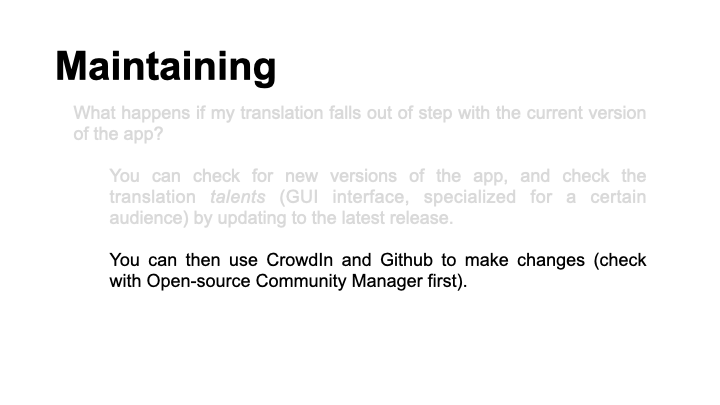 Maintaining
What happens if my translation falls out of step with the current version
of the app?
You can check for new versions of the app, and check the
translation talents (GUI interface, specialized for a certain
audience) by updating to the latest release.
You can then use CrowdIn and Github to make changes (check
with Open-source Community Manager first).